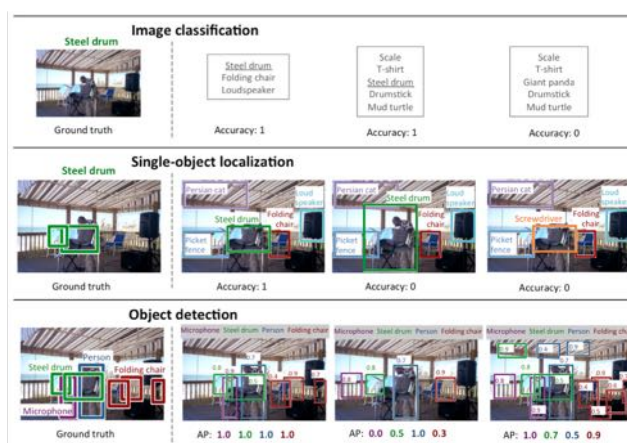 Image classification
Steel drum
Ground truth
Steel drum
Folding chair
Loudspeaker
Accuracy: 1
Scale
T-shirt
Steel drum
Drumstick
Mud turtle
Accuracy: 1
Scale
T-shirt
Giant panda
Drumstick
Mud turtle
Accuracy: 0
Single-object localization
Steel drum
Ground truth
Persian cat
Loud
speaker
Steel drum
Folding
chair
Picket
fence
Accuracy: 1
Persian cat
Loud
speaker
Steel drum
Folding
chair
Picket
fence
Accuracy: 0
Persian cat
Loud
speaker
Screwdriver
Folding
chair
Picket
fence
Accuracy: 0
Object detection
Person
Steel drum
Folding chair
Microphone
Ground truth
Microphone Steel drum Person Folding chair
AP: 1.0 1.0 1.0 1.0
Microphone Steel drum Person Folding chair
AP: 0.0 0.5 1.0 0.3
Microphone Steel drum Person Folding chair
AP: 1.0 0.7 0.5 0.9